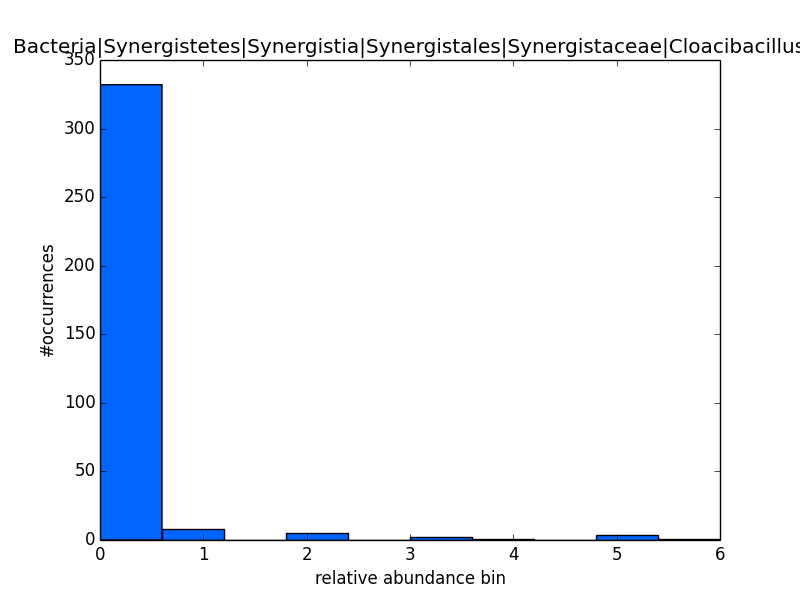 Bacteria|Synergistetes|Synergistia|Synergistales|Synergistaceae|Cloacibacillus
350
300
250
200
150
100
50
0
#occurrences
0 1 2 3 4 5 6
relative abundance bin